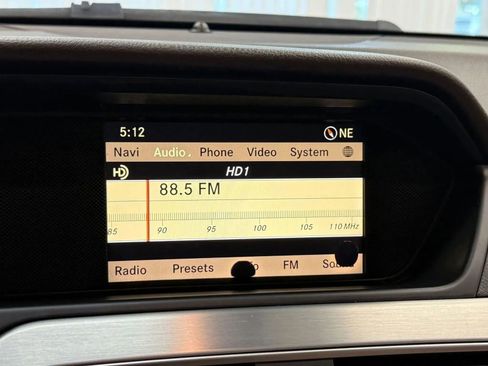 5:12 NE
Navi Audio Phone Video System
HD HD1
88.5 FM
85 90 95 100 105 110 MHz
Radio Presets FM